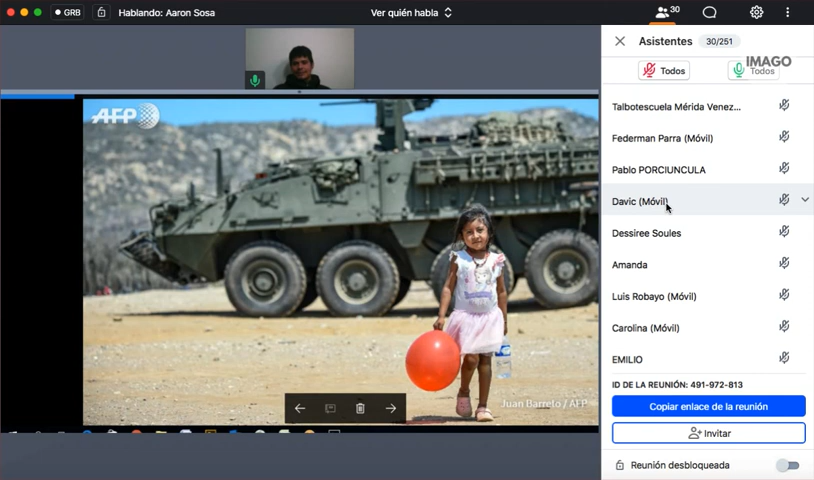 GRB
Hablando: Aaron Sosa
Ver quién habla
30
Asistentes
30/251
IMAGO
Todos
Todos
Talbotescuela Mérida Venez...
Federman Parra (Móvil)
Pablo PORCIUNCULA
Davic (Móvil)
Dessiree Soules
Amanda
Luis Robayo (Móvil)
Carolina (Móvil)
EMILIO
ID DE LA REUNIÓN: 491-972-813
Copiar enlace de la reunión
Invitar
Reunión desbloqueada
AFP
Juan Barreto / AFP